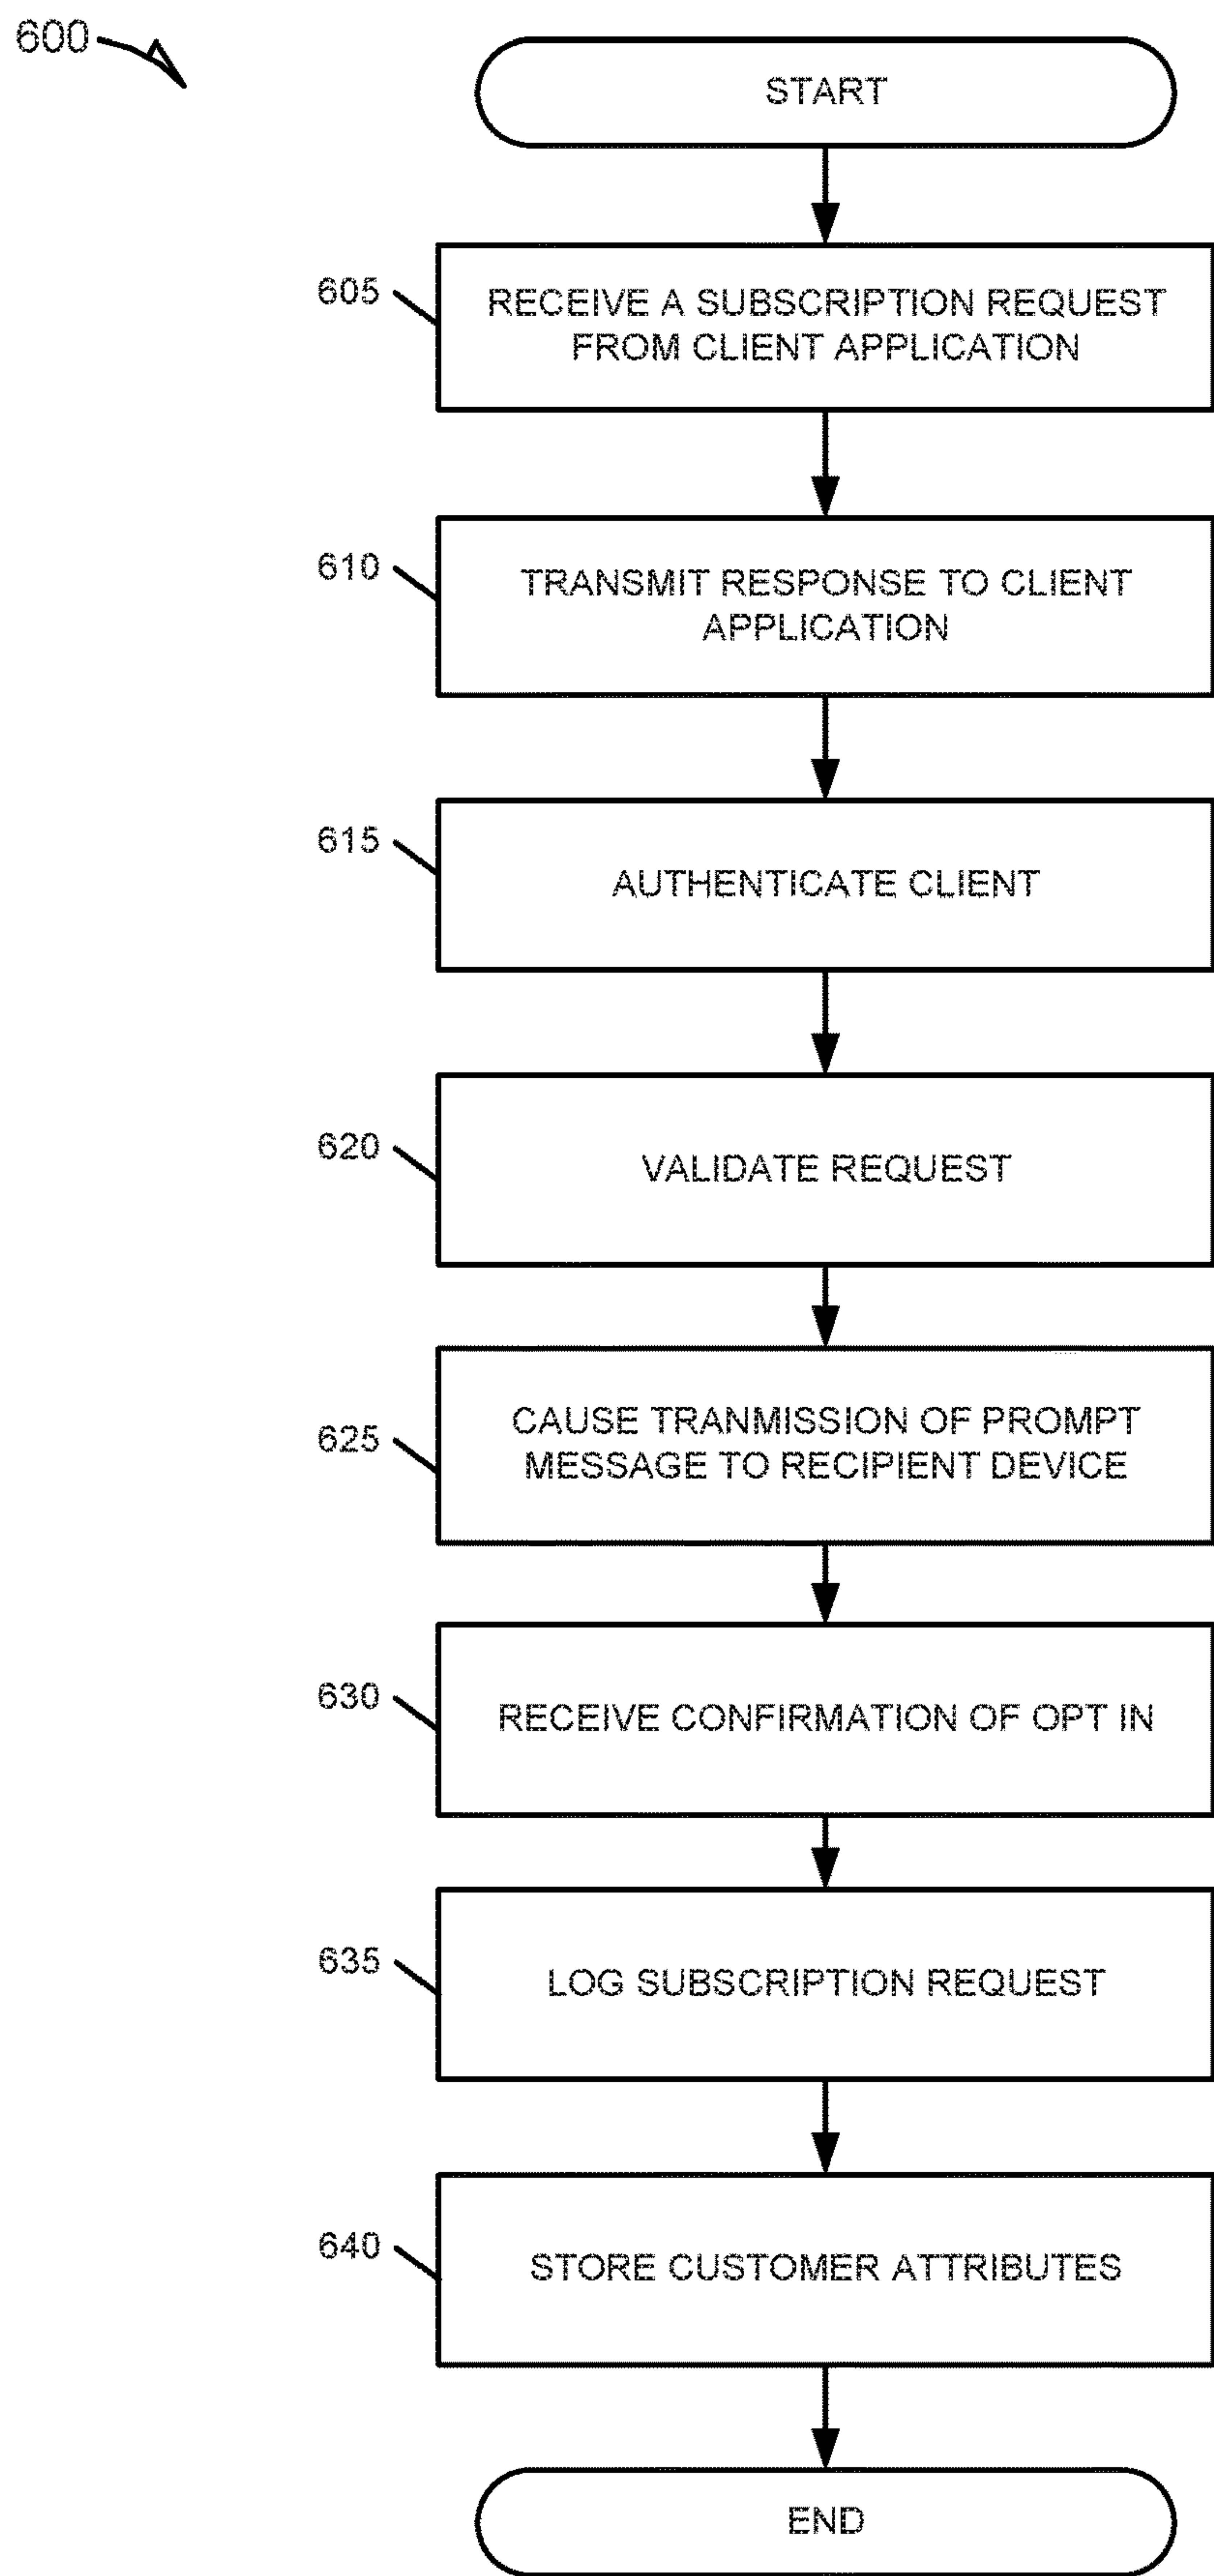 600
START
605
RECEIVE A SUBSCRIPTION REQUEST
FROM CLIENT APPLICATION
610
TRANSMIT RESPONSE TO CLIENT
APPLICATION
615
AUTHENTICATE CLIENT
620
VALIDATE REQUEST
625
CAUSE TRANMISSION OF PROMPT
MESSAGE TO RECIPIENT DEVICE
630
RECEIVE CONFIRMATION OF OPT IN
635
LOG SUBSCRIPTION REQUEST
640
STORE CUSTOMER ATTRIBUTES
END